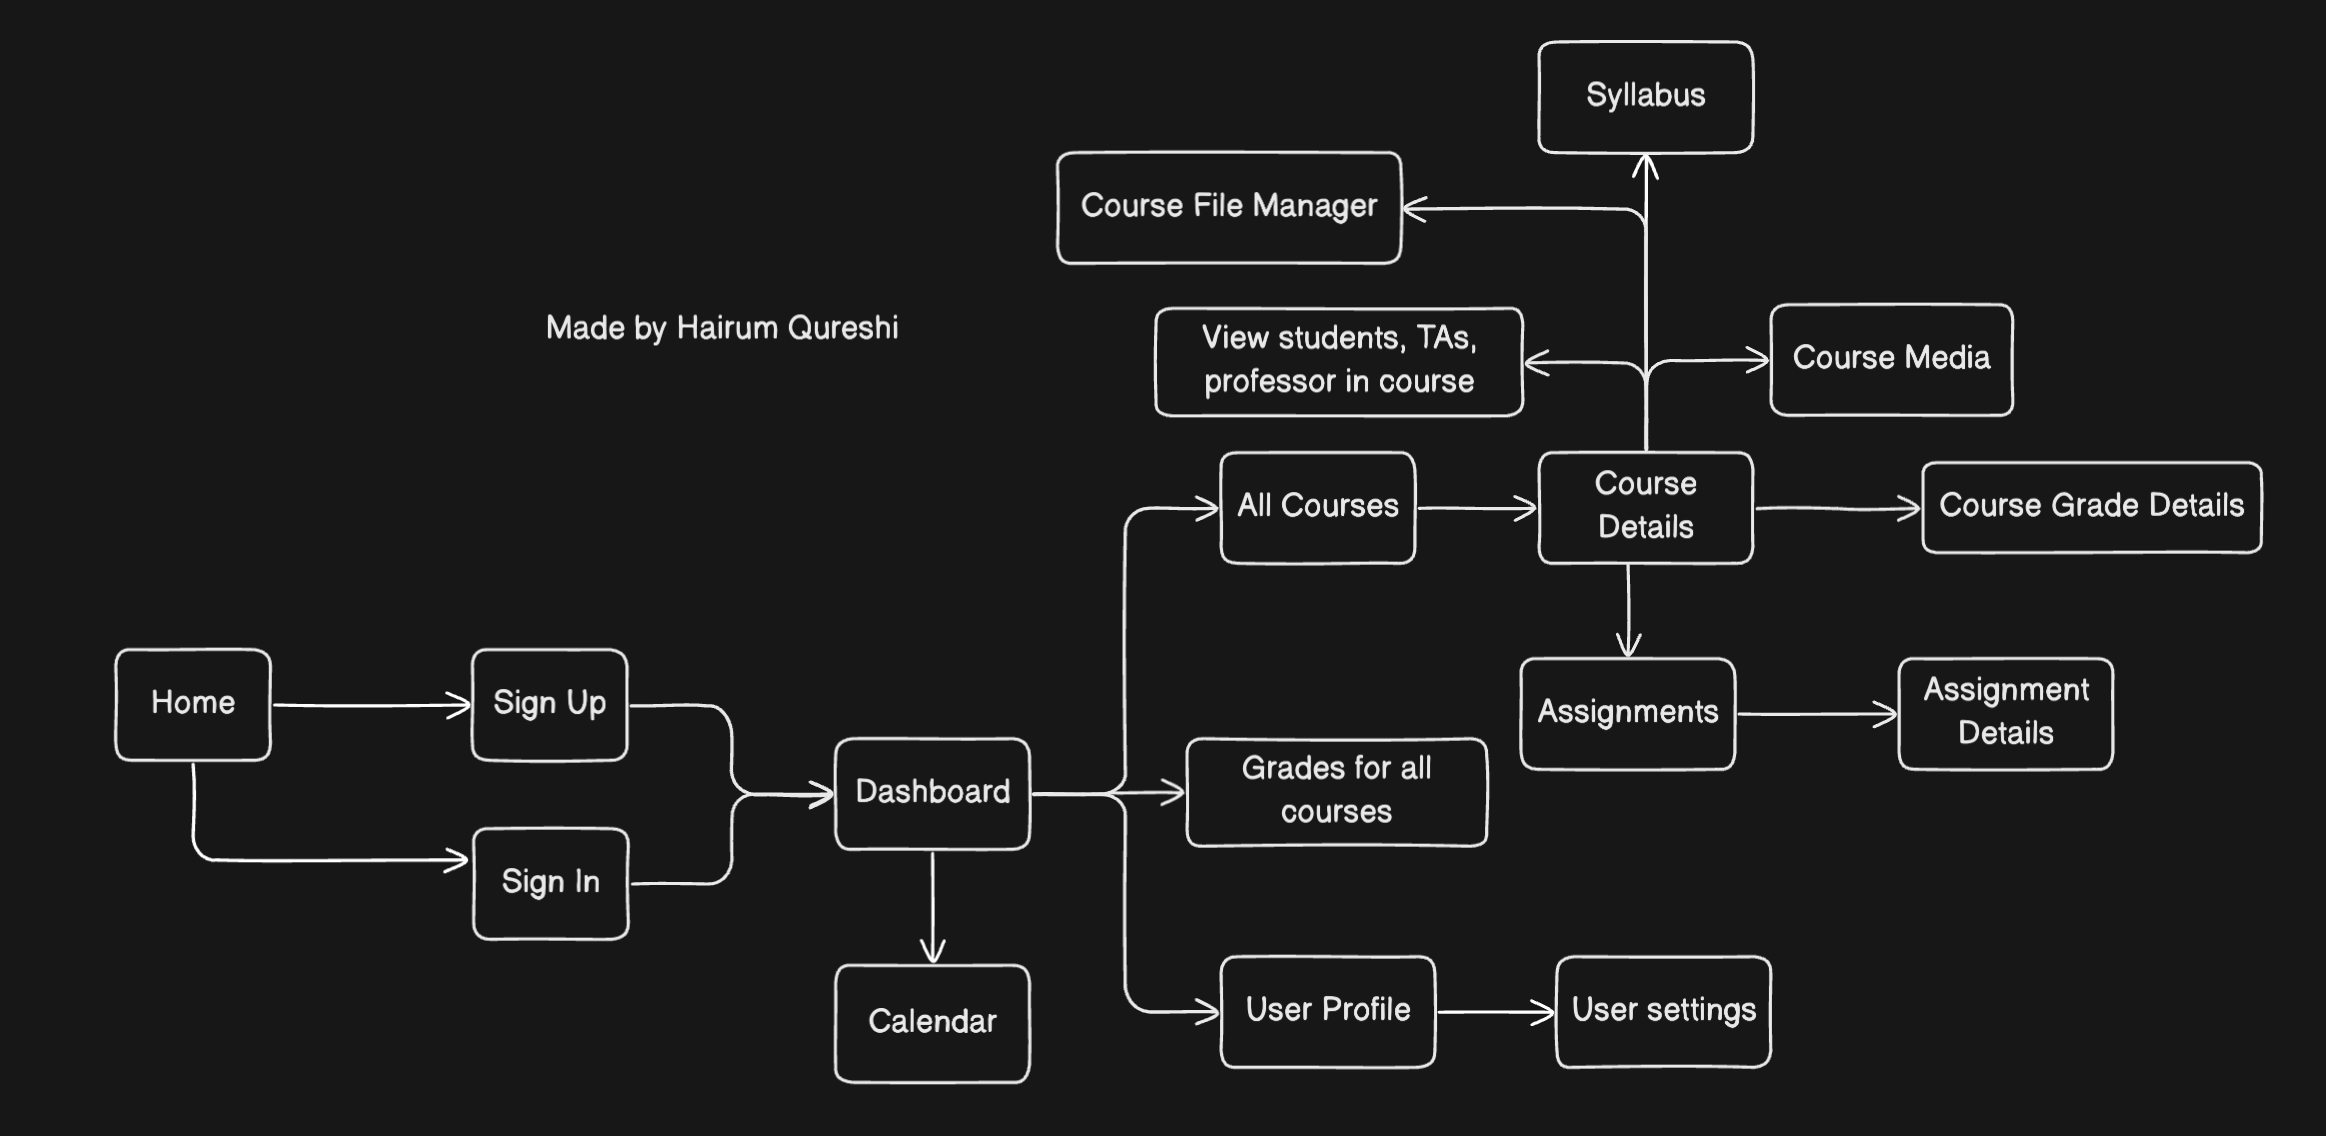 Syllabus
Course File Manager
Made by Hairum Qureshi
View students, TAs,
professor in course
Course Media
All Courses
Course
Details
Course Grade Details
Home
Sign Up
Assignments
Assignment
Details
Dashboard
Grades for all
courses
Sign In
Calendar
User Profile
User settings